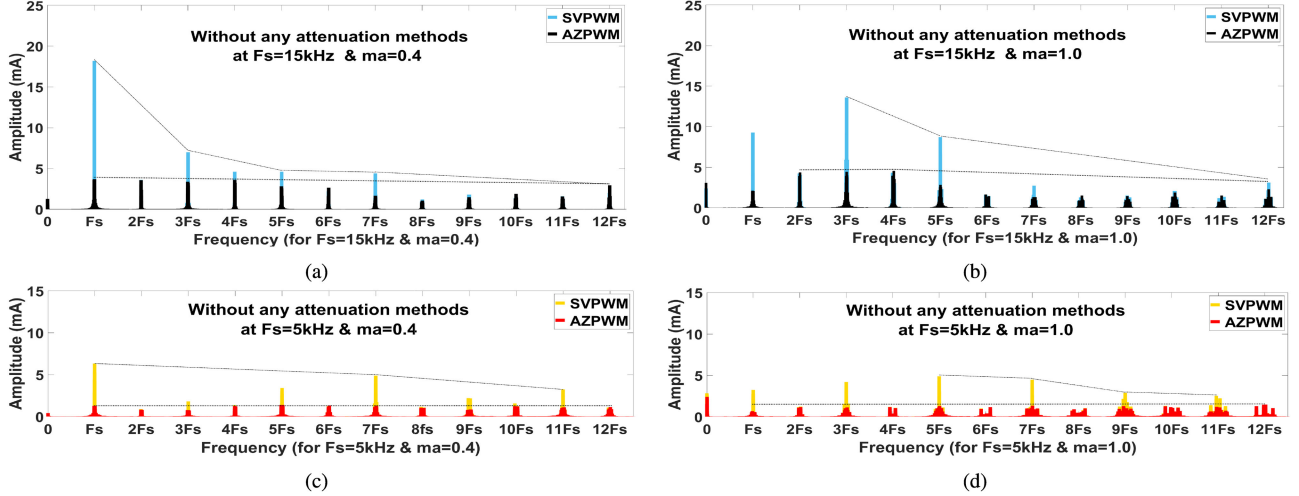 SVPWM
AZPWM
Without any attenuation methods
at Fs=15kHz & ma=0.4
Amplitude (mA)
25
20
15
10
5
0
0 Fs 2Fs 3Fs 4Fs 5Fs 6Fs 7Fs 8Fs 9Fs 10Fs 11Fs 12Fs
Frequency (for Fs=15kHz & ma=0.4)
(a)
SVPWM
AZPWM
Without any attenuation methods
at Fs=15kHz & ma=1.0
Amplitude (mA)
25
20
15
10
5
0
0 Fs 2Fs 3Fs 4Fs 5Fs 6Fs 7Fs 8Fs 9Fs 10Fs 11Fs 12Fs
Frequency (for Fs=15kHz & ma=1.0)
(b)
SVPWM
AZPWM
Without any attenuation methods
at Fs=5kHz & ma=0.4
Amplitude (mA)
15
10
5
0
0 Fs 2Fs 3Fs 4Fs 5Fs 6Fs 7Fs 8Fs 9Fs 10Fs 11Fs 12Fs
Frequency (for Fs=5kHz & ma=0.4)
(c)
SVPWM
AZPWM
Without any attenuation methods
at Fs=5kHz & ma=1.0
Amplitude (mA)
15
10
5
0
0 Fs 2Fs 3Fs 4Fs 5Fs 6Fs 7Fs 8Fs 9Fs 10Fs 11Fs 12Fs
Frequency (for Fs=5kHz & ma=1.0)
(d)